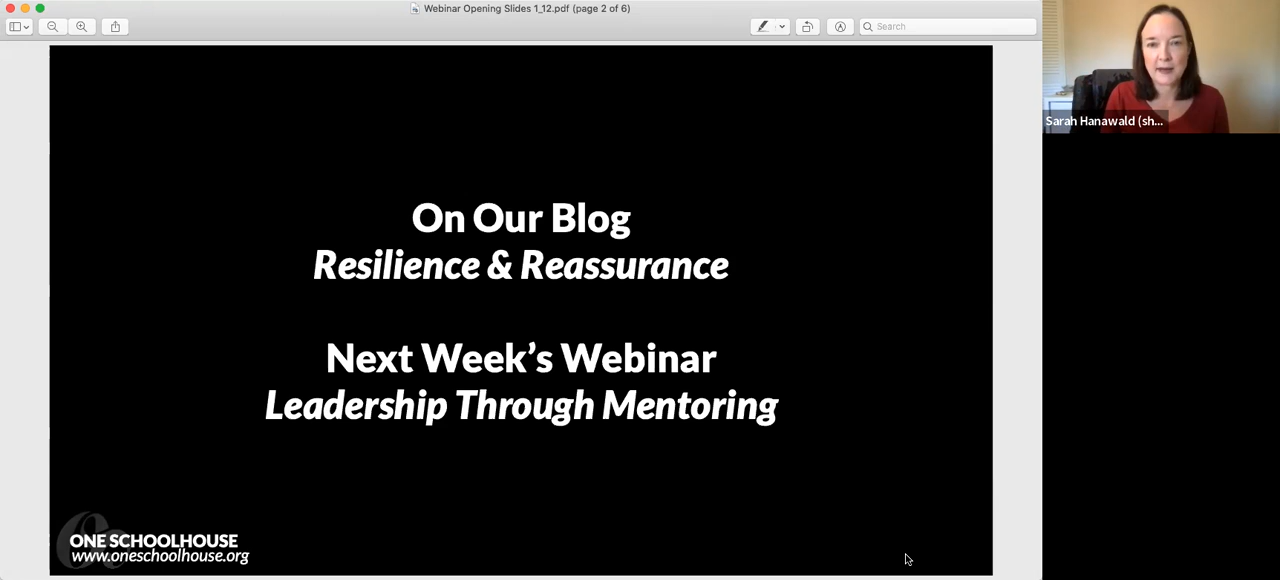 Webinar Opening Slides 1_12.pdf (page 2 of 6)
Search
Sarah Hanawald (sh...
On Our Blog
Resilience & Reassurance
Next Week’s Webinar
Leadership Through Mentoring
ONE SCHOOLHOUSE
www.oneschoolhouse.org